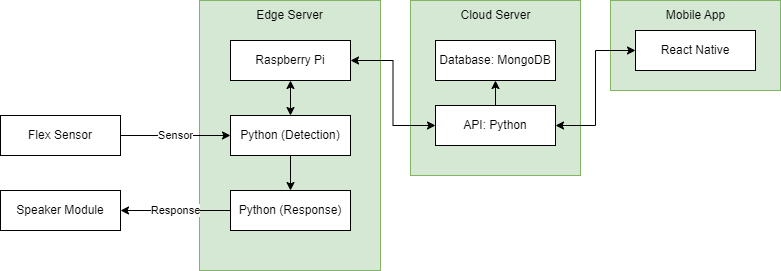 Edge Server
Cloud Server
Mobile App
Raspberry Pi
Database: MongoDB
React Native
Flex Sensor
Sensor
Python (Detection)
API: Python
Speaker Module
Response
Python (Response)